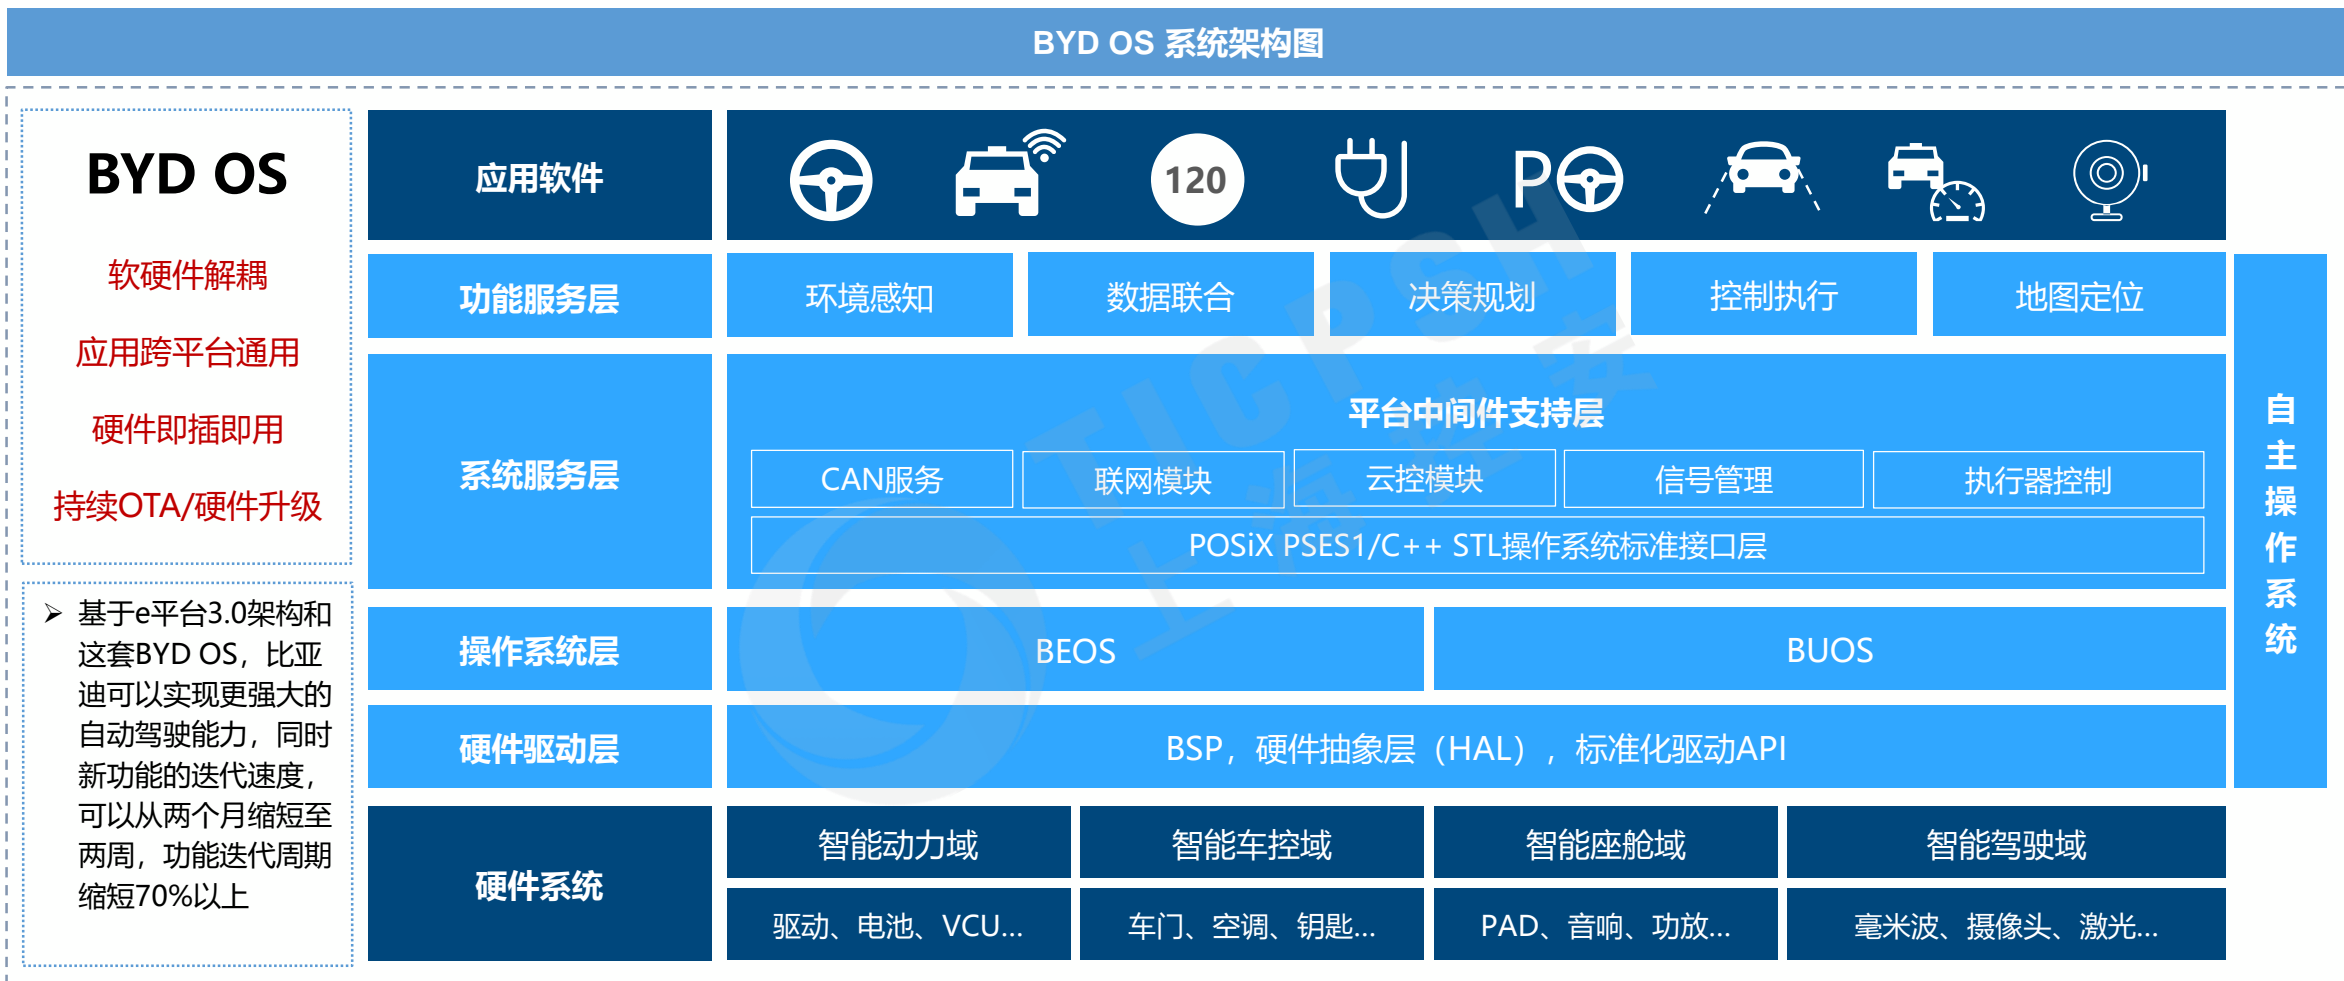 BYD OS 系统架构图
BYD OS
软硬件解耦
应用跨平台通用
硬件即插即用
持续OTA/硬件升级
➢ 基于e平台3.0架构和
这套BYD OS，比亚
迪可以实现更强大的
自动驾驶能力，同时
新功能的迭代速度，
可以从两个月缩短至
两周，功能迭代周期
缩短70%以上
应用软件
120
P
功能服务层
环境感知
数据联合
决策规划
控制执行
地图定位
系统服务层
平台中间件支持层
CAN服务
联网模块
云控模块
信号管理
执行器控制
POSiX PSES1/C++ STL操作系统标准接口层
操作系统层
BEOS
BUOS
硬件驱动层
BSP，硬件抽象层（HAL），标准化驱动API
硬件系统
智能动力域
智能车控域
智能座舱域
智能驾驶域
驱动、电池、VCU...
车门、空调、钥匙...
PAD、音响、功放...
毫米波、摄像头、激光...
自主操作系统
TICPSH
上海控安